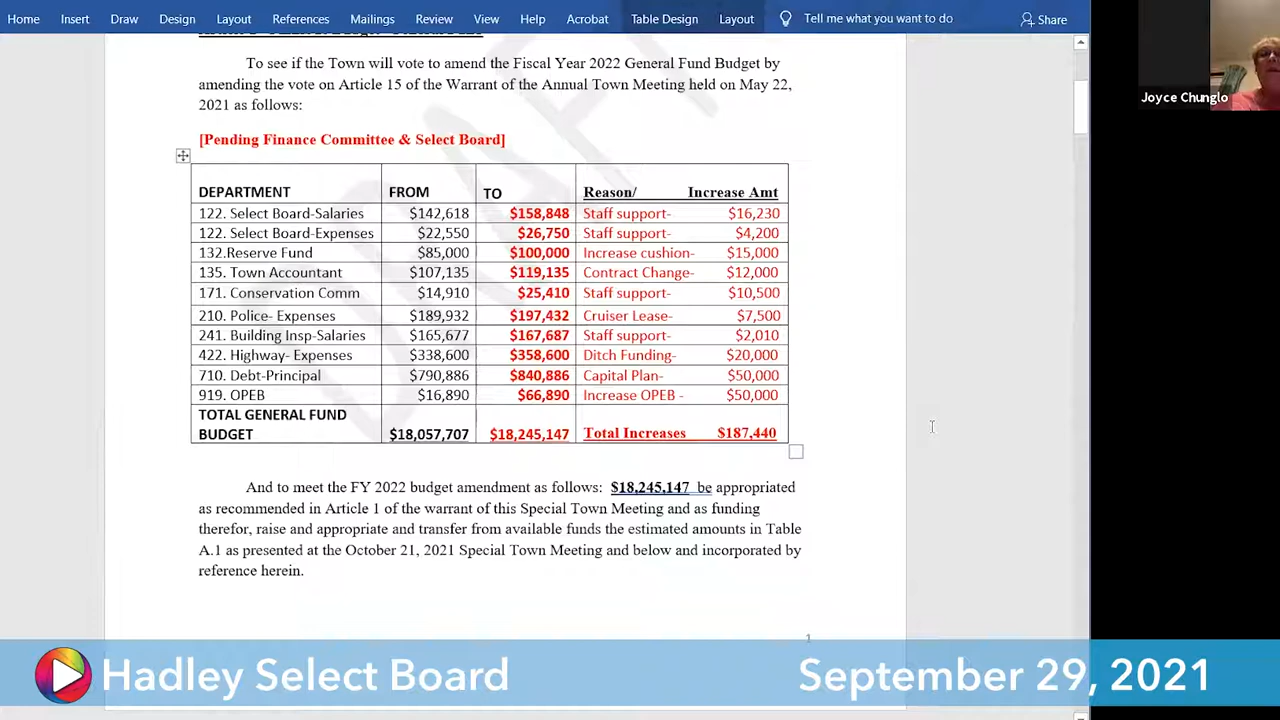 Home Insert Draw Design Layout References Mailings Review View Help Acrobat Table Design Layout Tell me what you want to do Share
To see if the Town will vote to amend the Fiscal Year 2022 General Fund Budget by
amending the vote on Article 15 of the Warrant of the Annual Town Meeting held on May 22,
2021 as follows:
Joyce Chunglo
[Pending Finance Committee & Select Board]
DEPARTMENT FROM TO Reason/ Increase Amt
122. Select Board-Salaries $142,618 $158,848 Staff support- $16,230
122. Select Board-Expenses $22,550 $26,750 Staff support- $4,200
132.Reserve Fund $85,000 $100,000 Increase cushion- $15,000
135. Town Accountant $107,135 $119,135 Contract Change- $12,000
171. Conservation Comm $14,910 $25,410 Staff support- $10,500
210. Police- Expenses $189,932 $197,432 Cruiser Lease- $7,500
241. Building Insp-Salaries $165,677 $167,687 Staff support- $2,010
422. Highway- Expenses $338,600 $358,600 Ditch Funding- $20,000
710. Debt-Principal $790,886 $840,886 Capital Plan- $50,000
919. OPEB $16,890 $66,890 Increase OPEB - $50,000
TOTAL GENERAL FUND
BUDGET $18,057,707 $18,245,147 Total Increases $187,440
And to meet the FY 2022 budget amendment as follows: $18,245,147 be appropriated
as recommended in Article 1 of the warrant of this Special Town Meeting and as funding
therefor, raise and appropriate and transfer from available funds the estimated amounts in Table
A.1 as presented at the October 21, 2021 Special Town Meeting and below and incorporated by
reference herein.
1
Hadley Select Board September 29, 2021